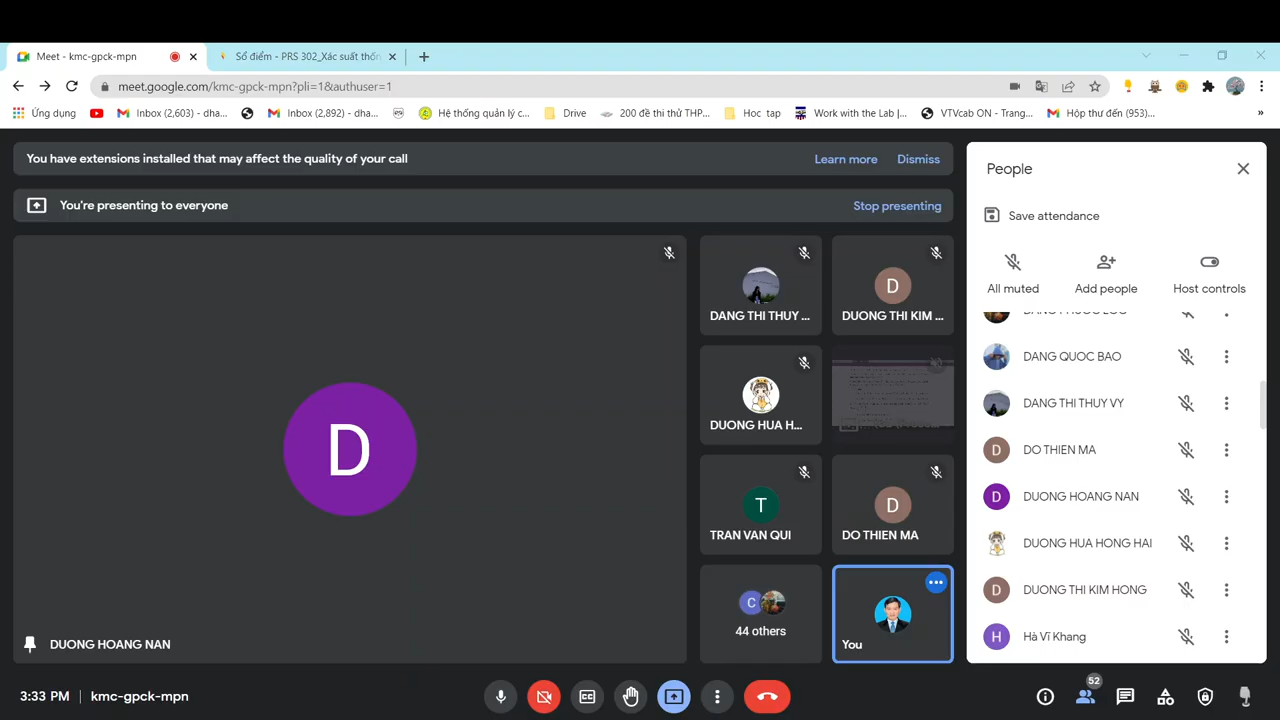 Meet - kmc-gpck-mpn
Sổ điểm - PRS 302_Xác suất thốn
meet.google.com/kmc-gpck-mpn?pli=1&authuser=1
Ứng dụng
Inbox (2,603) - dha...
Inbox (2,892) - dha...
Hệ thống quản lý c...
Drive
200 đề thi thử THP...
Hoc tap
Work with the Lab |...
VTVcab ON - Trang...
Hộp thư đến (953)...
»
You have extensions installed that may affect the quality of your call
Learn more
Dismiss
You're presenting to everyone
Stop presenting
DUONG HOANG NAN
D
DANG THI THUY ...
D
DUONG THI KIM ...
DUONG HUA H...
T
TRAN VAN QUI
D
DO THIEN MA
C
44 others
You
People
Save attendance
All muted
Add people
Host controls
DANG QUOC BAO
DANG THI THUY VY
D
DO THIEN MA
D
DUONG HOANG NAN
DUONG HUA HONG HAI
D
DUONG THI KIM HONG
H
Hà Vĩ Khang
3:33 PM | kmc-gpck-mpn
52